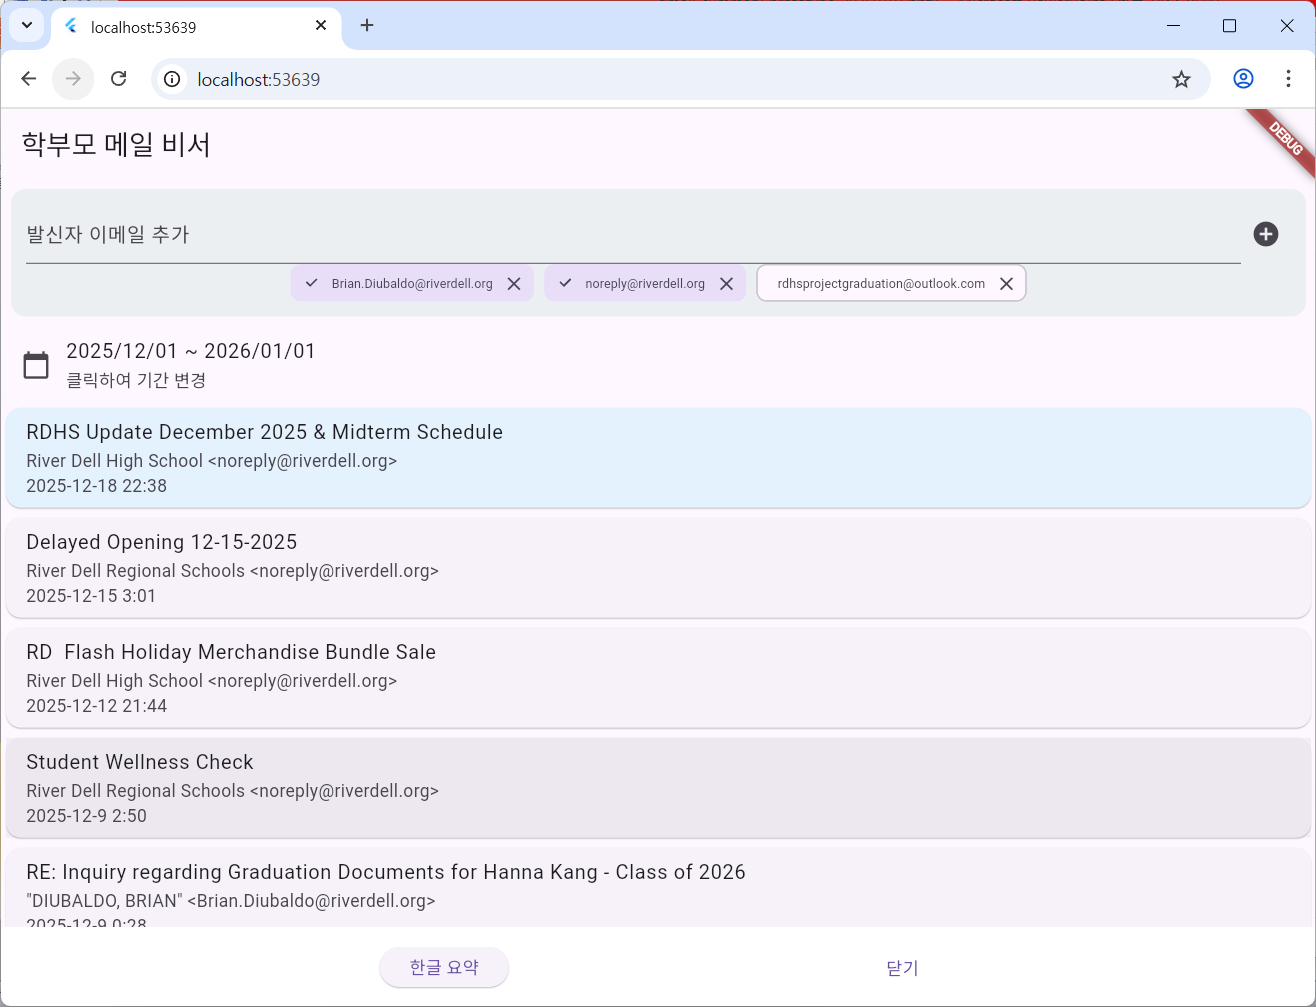 localhost:53639
localhost:53639
DEBUG
학부모 메일 비서
발신자 이메일 추가
Brian.Diubaldo@riverdell.org
noreply@riverdell.org
rdhsprojectgraduation@outlook.com
2025/12/01 ~ 2026/01/01
클릭하여 기간 변경
RDHS Update December 2025 & Midterm Schedule
River Dell High School <noreply@riverdell.org>
2025-12-18 22:38
Delayed Opening 12-15-2025
River Dell Regional Schools <noreply@riverdell.org>
2025-12-15 3:01
RD  Flash Holiday Merchandise Bundle Sale
River Dell High School <noreply@riverdell.org>
2025-12-12 21:44
Student Wellness Check
River Dell Regional Schools <noreply@riverdell.org>
2025-12-9 2:50
RE: Inquiry regarding Graduation Documents for Hanna Kang - Class of 2026
"DIUBALDO, BRIAN" <Brian.Diubaldo@riverdell.org>
2025-12-9 0:28
한글 요약
닫기